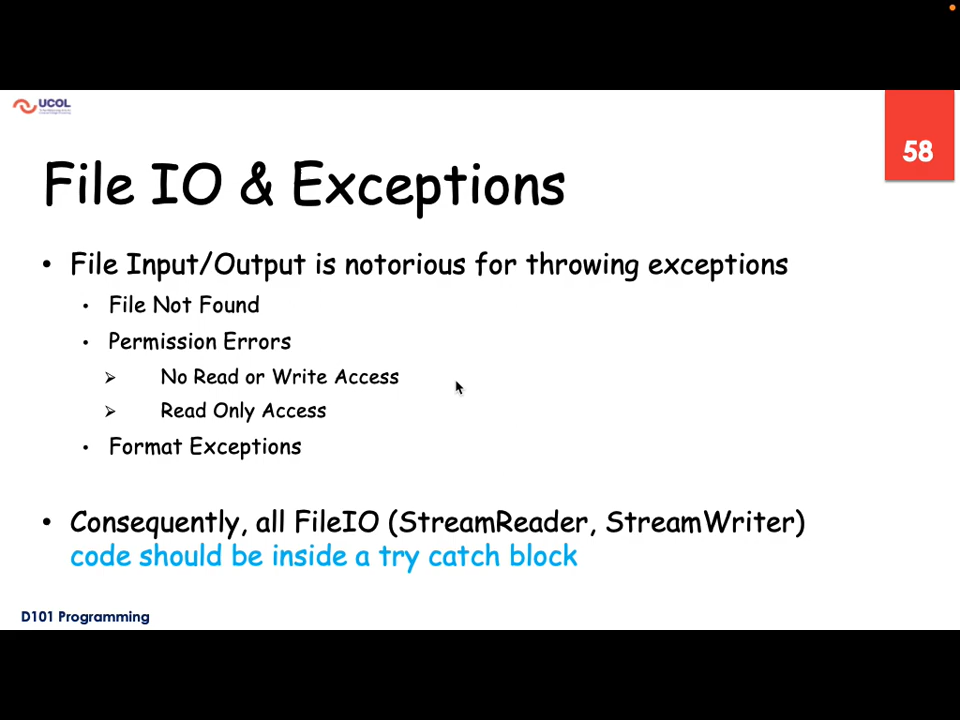 UCOL
58
File IO & Exceptions
• File Input/Output is notorious for throwing exceptions
• File Not Found
• Permission Errors
➢ No Read or Write Access
➢ Read Only Access
• Format Exceptions
• Consequently, all FileIO (StreamReader, StreamWriter)
code should be inside a try catch block
D101 Programming